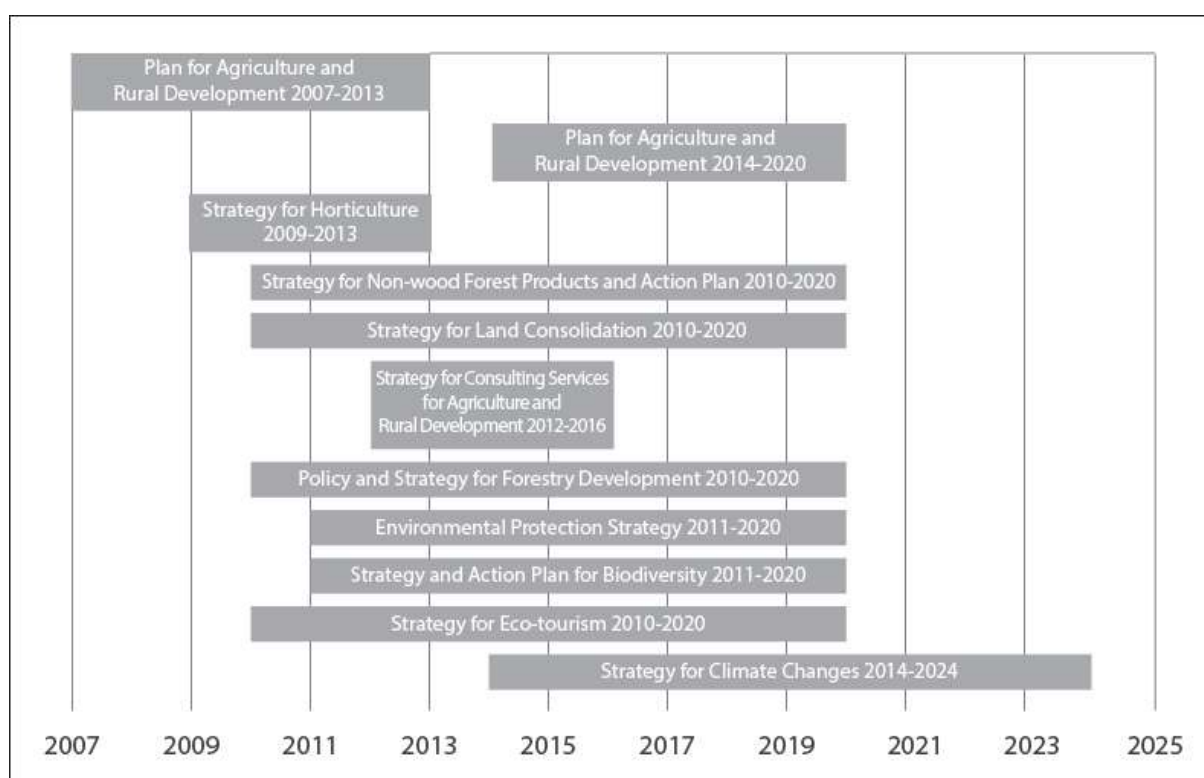 Plan for Agriculture and
Rural Development 2007-2013
Plan for Agriculture and
Rural Development 2014-2020
Strategy for Horticulture
2009-2013
Strategy for Non-wood Forest Products and Action Plan 2010-2020
Strategy for Land Consolidation 2010-2020
Strategy for Consulting Services
for Agriculture and
Rural Development 2012-2016
Policy and Strategy for Forestry Development 2010-2020
Environmental Protection Strategy 2011-2020
Strategy and Action Plan for Biodiversity 2011-2020
Strategy for Eco-tourism 2010-2020
Strategy for Climate Changes 2014-2024
2007 2009 2011 2013 2015 2017 2019 2021 2023 2025